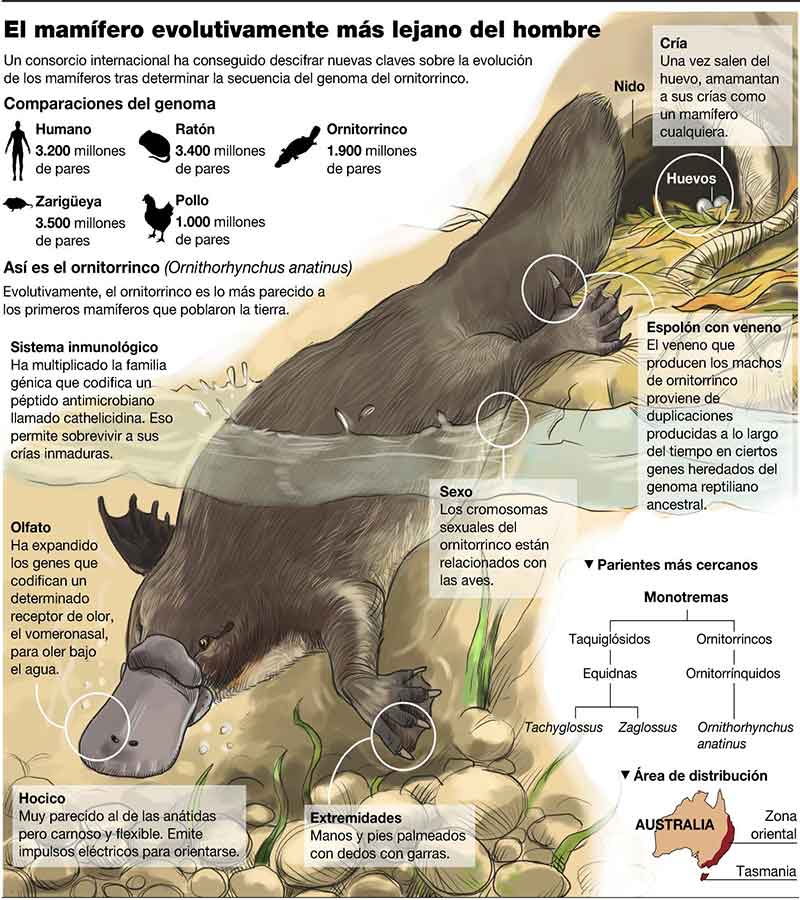 El mamífero evolutivamente más lejano del hombre
Un consorcio internacional ha conseguido descifrar nuevas claves sobre la evolución
de los mamíferos tras determinar la secuencia del genoma del ornitorrinco.
Comparaciones del genoma
Humano
3.200 millones
de pares
Ratón
3.400 millones
de pares
Ornitorrinco
1.900 millones
de pares
Zarigüeya
3.500 millones
de pares
Pollo
1.000 millones
de pares
Nido
Cría
Una vez salen del
huevo, amamantan
a sus crías como
un mamífero
cualquiera.
Huevos
Así es el ornitorrinco (Ornithorhynchus anatinus)
Evolutivamente, el ornitorrinco es lo más parecido a
los primeros mamíferos que poblaron la tierra.
Sistema inmunológico
Ha multiplicado la familia
génica que codifica un
péptido antimicrobiano
llamado cathelicidina. Eso
permite sobrevivir a sus
crías inmaduras.
Espolón con veneno
El veneno que
producen los machos
de ornitorrinco
proviene de
duplicaciones
producidas a lo largo
del tiempo en ciertos
genes heredados del
genoma reptiliano
ancestral.
Sexo
Los cromosomas
sexuales del
ornitorrinco están
relacionados con
las aves.
Olfato
Ha expandido
los genes que
codifican un
determinado
receptor de olor,
el vomeronasal,
para oler bajo
el agua.
▼ Parientes más cercanos
Monotremas
Taquiglósidos
Ornitorrincos
Equidnas
Ornitorrínquidos
Tachyglossus
Zaglossus
Ornithorhynchus
anatinus
Hocico
Muy parecido al de las anátidas
pero carnoso y flexible. Emite
impulsos eléctricos para orientarse.
Extremidades
Manos y pies palmeados
con dedos con garras.
▼ Área de distribución
AUSTRALIA
Zona
oriental
Tasmania